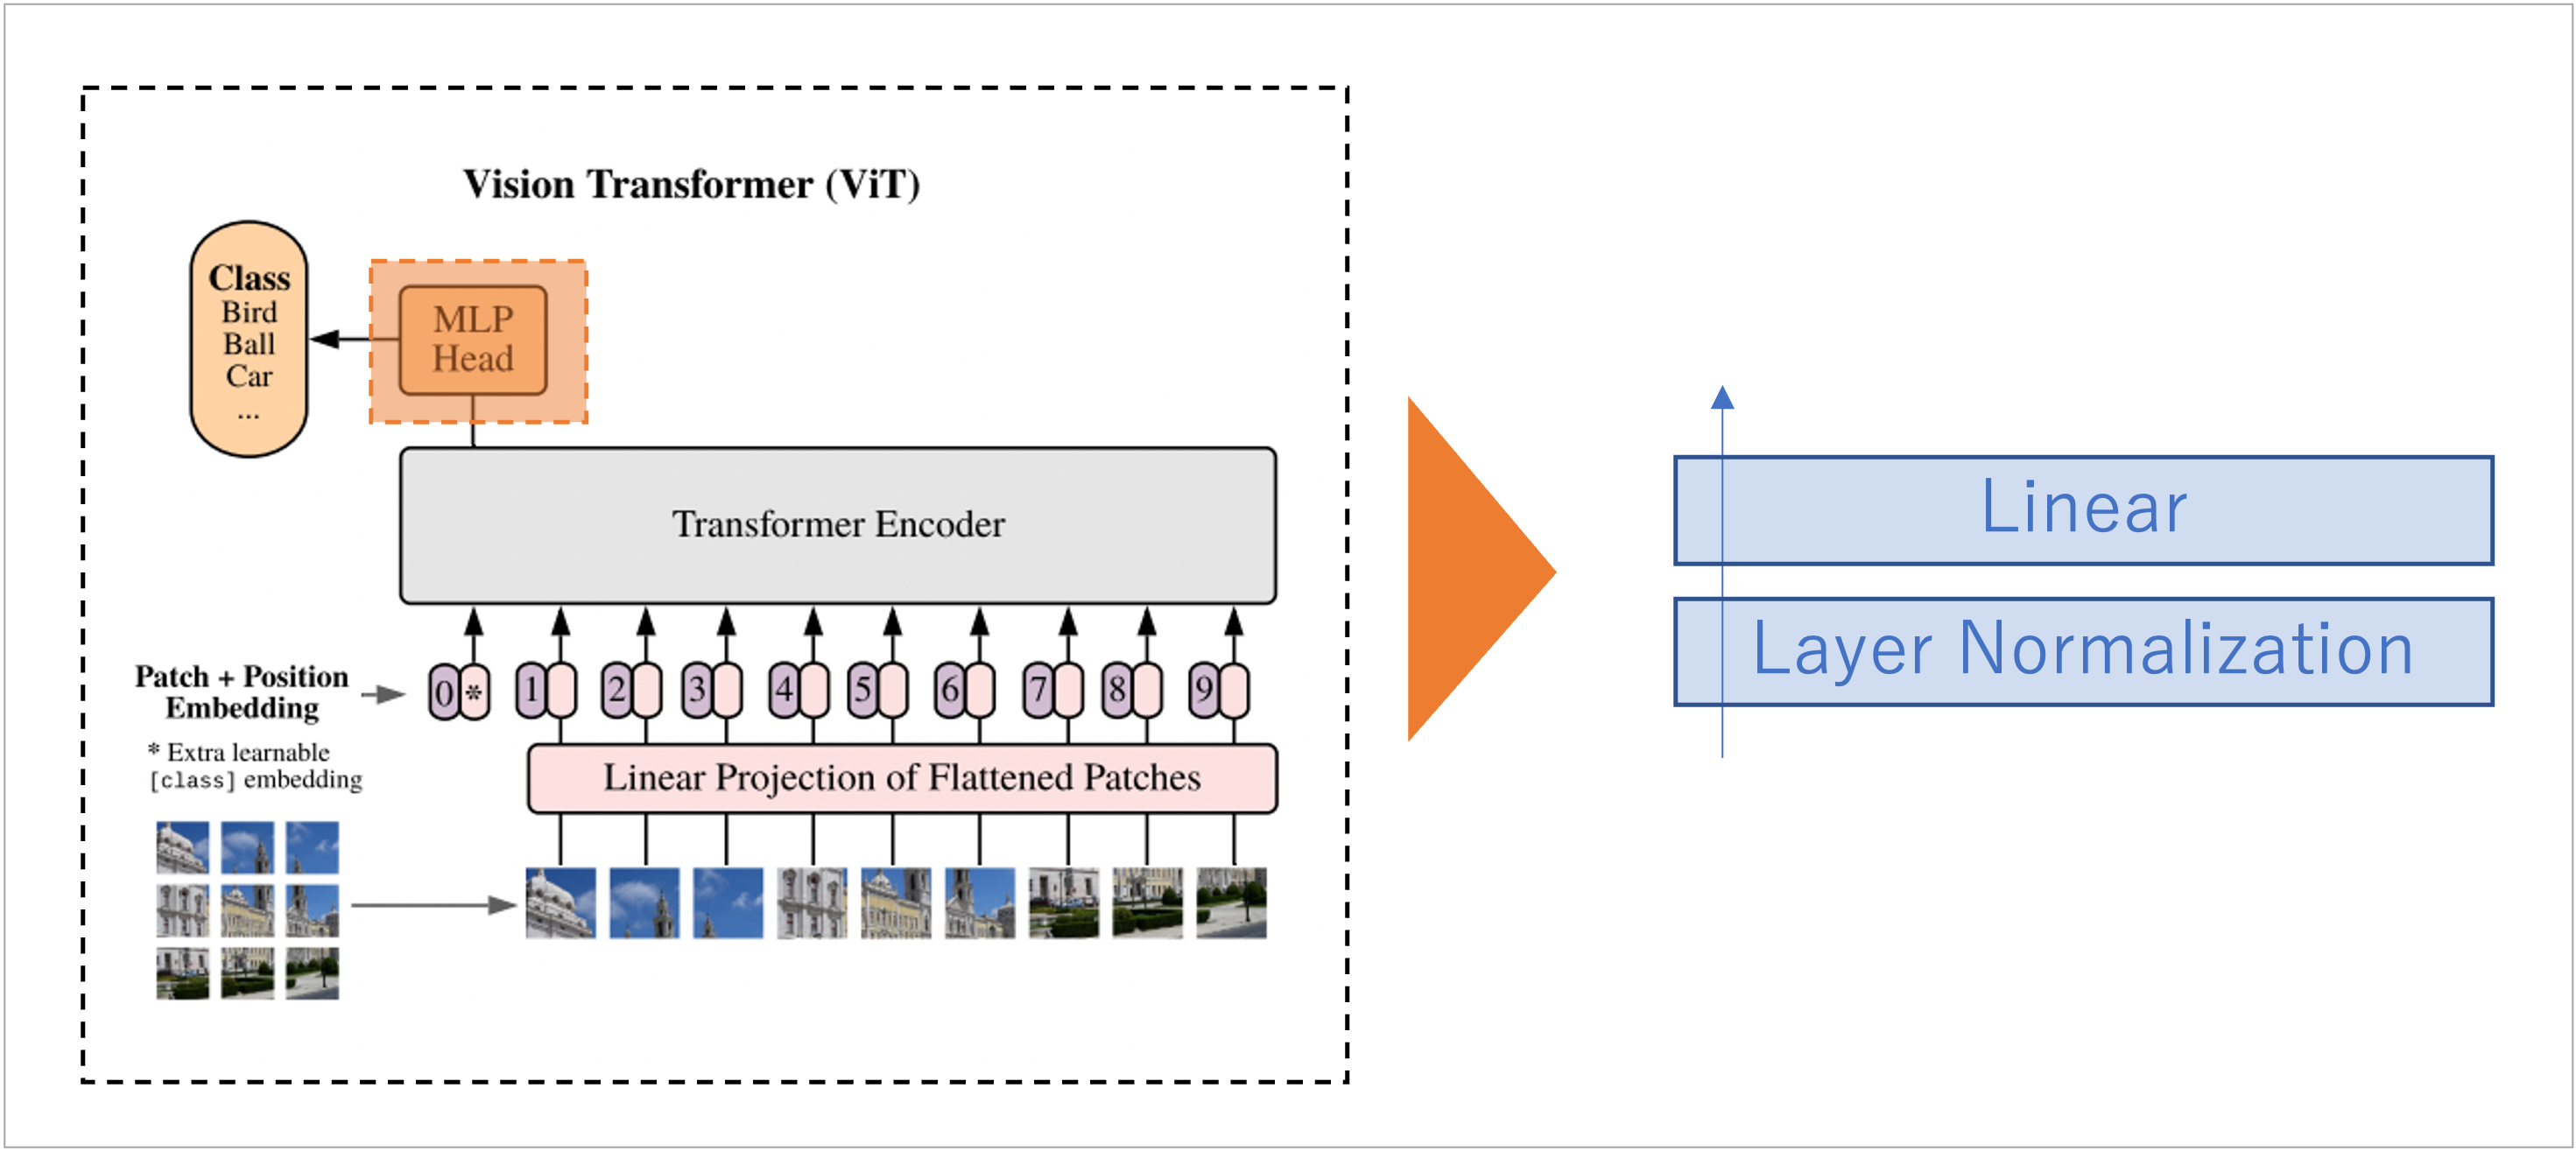 Vision Transformer (ViT)
Class
Bird
Ball
Car
...
MLP
Head
Transformer Encoder
Patch + Position
Embedding
0 * 1 2 3 4 5 6 7 8 9
* Extra learnable
[class] embedding
Linear Projection of Flattened Patches
Linear
Layer Normalization